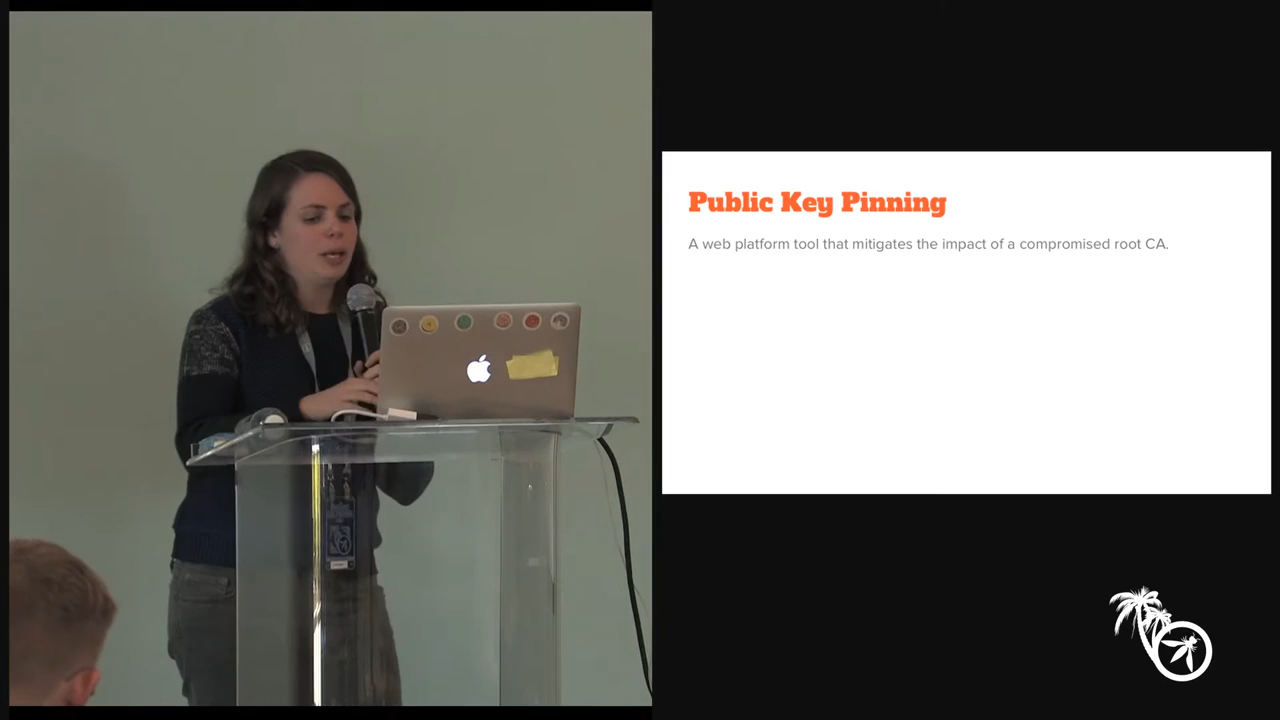 Public Key Pinning
A web platform tool that mitigates the impact of a compromised root CA.